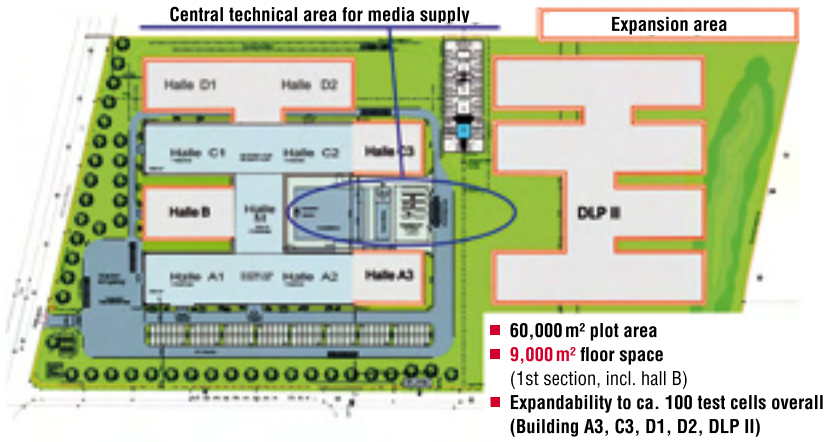 Central technical area for media supply
Expansion area
Halle D1
Halle D2
Halle C1
Halle C2
Halle C3
Halle B
Halle M
DLP II
Halle A1
Halle A2
Halle A3
60,000 m² plot area
9,000 m² floor space
(1st section, incl. hall B)
Expandability to ca. 100 test cells overall
(Building A3, C3, D1, D2, DLP II)